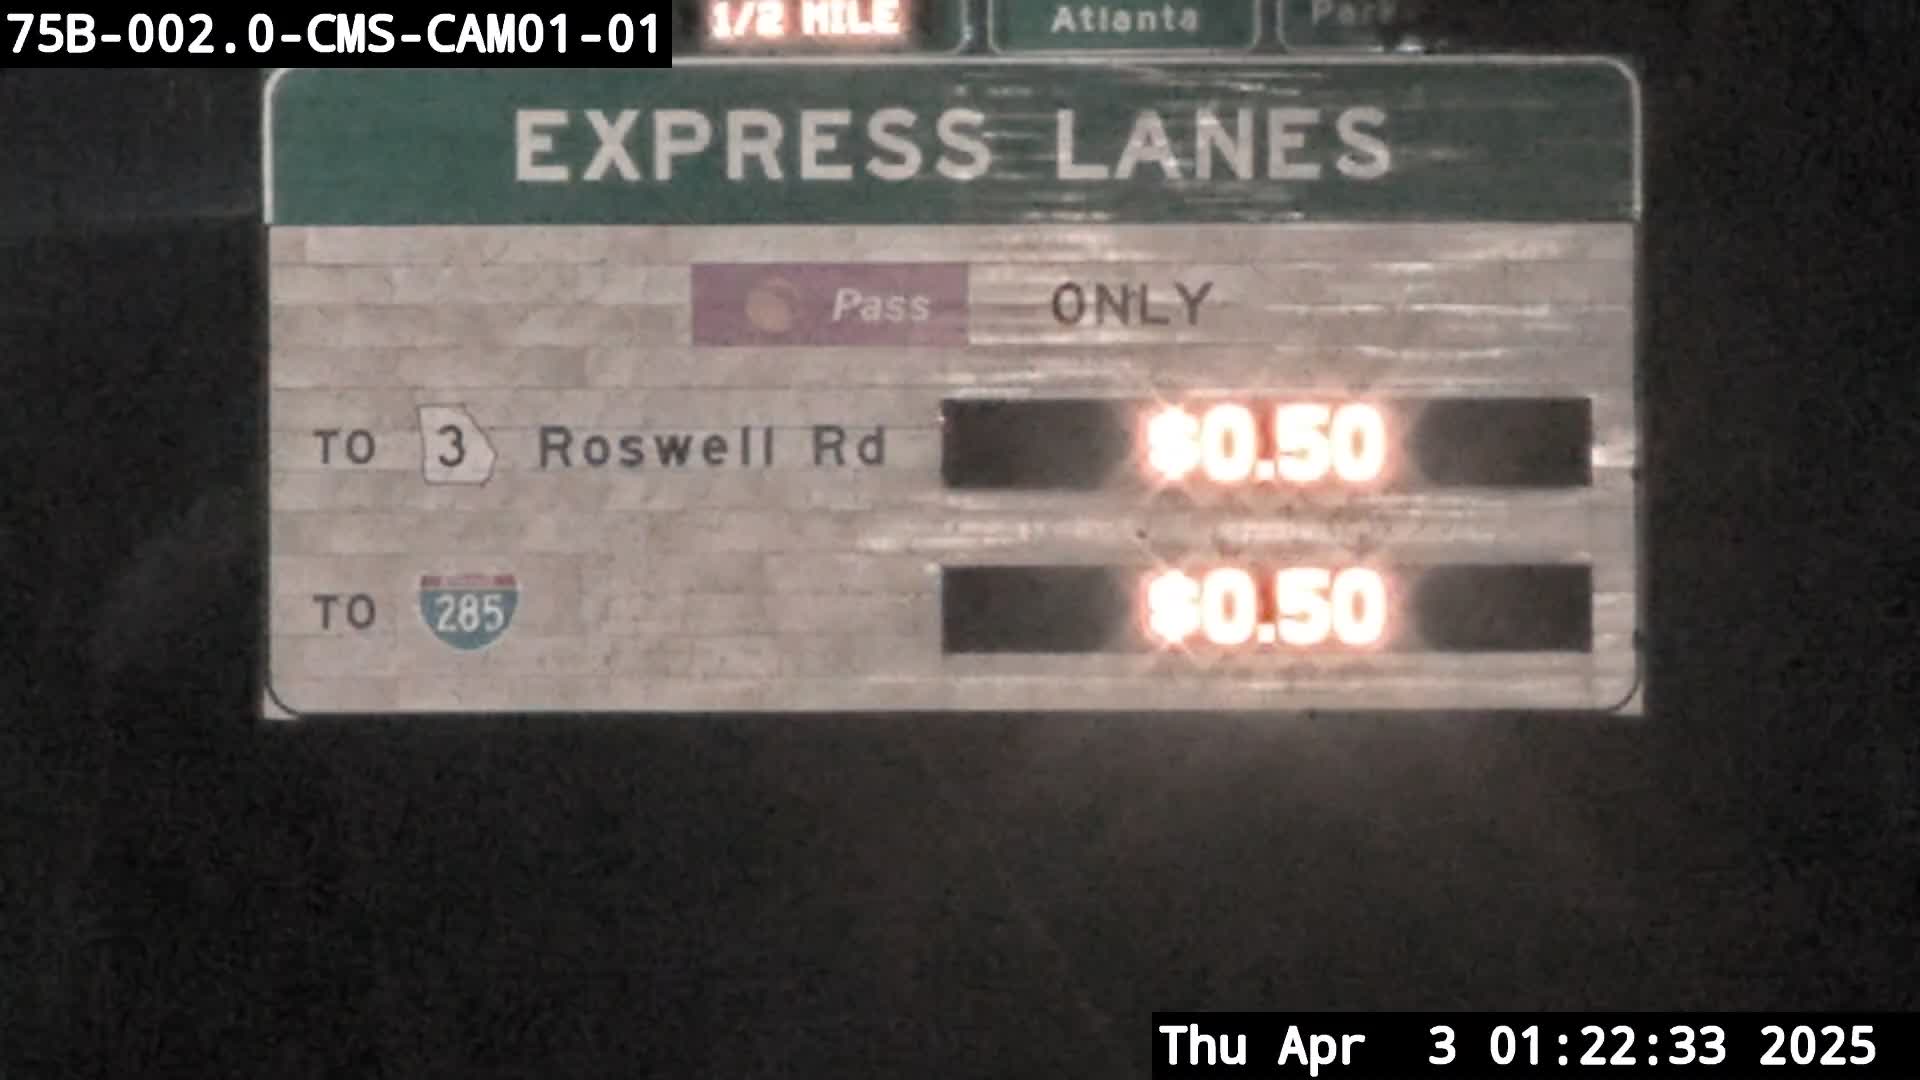 75B-002.0-CMS-CAM01-01
1/2 MILE
Atlanta
Park
EXPRESS LANES
Pass ONLY
TO 3 Roswell Rd $0.50
TO 285 $0.50
Thu Apr 3 01:22:33 2025